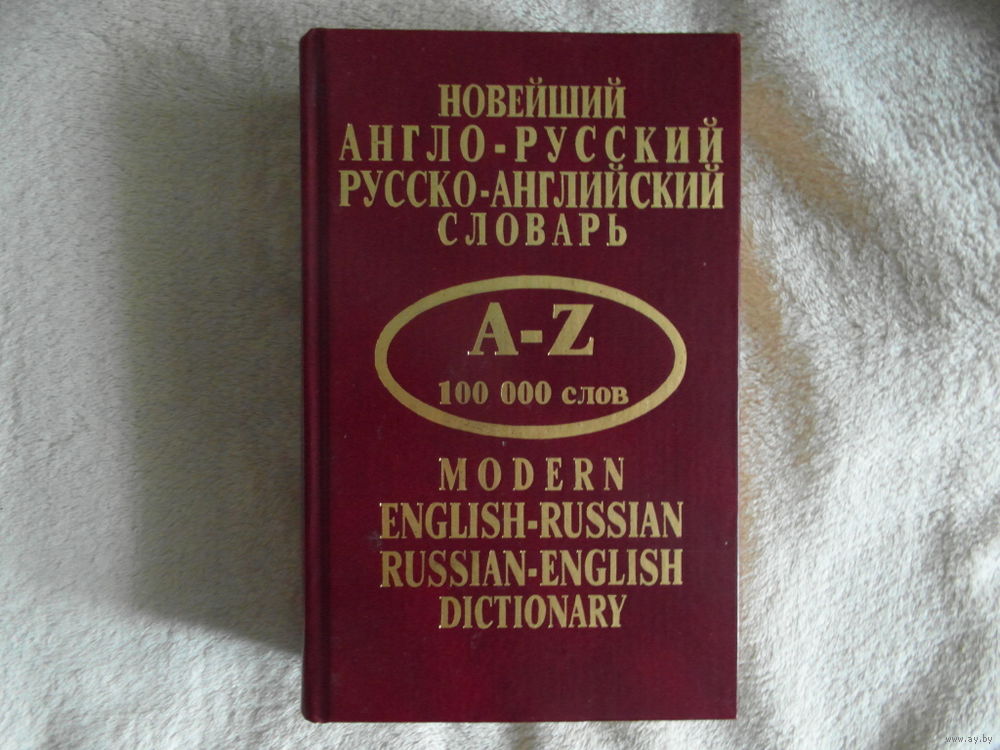 НОВЕЙШИЙ
АНГЛО-РУССКИЙ
РУССКО-АНГЛИЙСКИЙ
СЛОВАРЬ
A-Z
100 000 слов
MODERN
ENGLISH-RUSSIAN
RUSSIAN-ENGLISH
DICTIONARY
www.ay.by